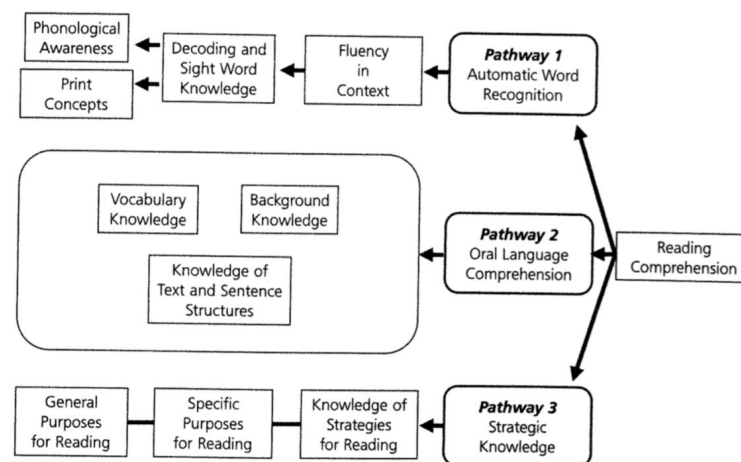 Phonological
Awareness
Print
Concepts
Decoding and
Sight Word
Knowledge
Fluency
in
Context
Pathway 1
Automatic Word
Recognition
Vocabulary
Knowledge
Background
Knowledge
Knowledge of
Text and Sentence
Structures
Pathway 2
Oral Language
Comprehension
Reading
Comprehension
General
Purposes
for Reading
Specific
Purposes
for Reading
Knowledge of
Strategies
for Reading
Pathway 3
Strategic
Knowledge